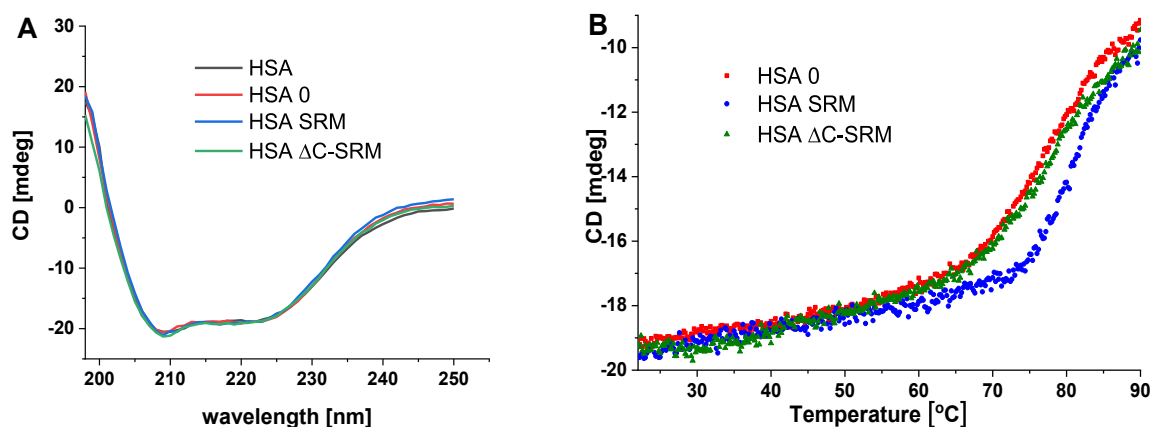 A
CD [mdeg]
30
20
10
0
-10
-20
HSA
HSA 0
HSA SRM
HSA ΔC-SRM
200 210 220 230 240 250
wavelength [nm]
B
CD [mdeg]
-10
-12
-14
-16
-18
-20
HSA 0
HSA SRM
HSA ΔC-SRM
30 40 50 60 70 80 90
Temperature [ºC]